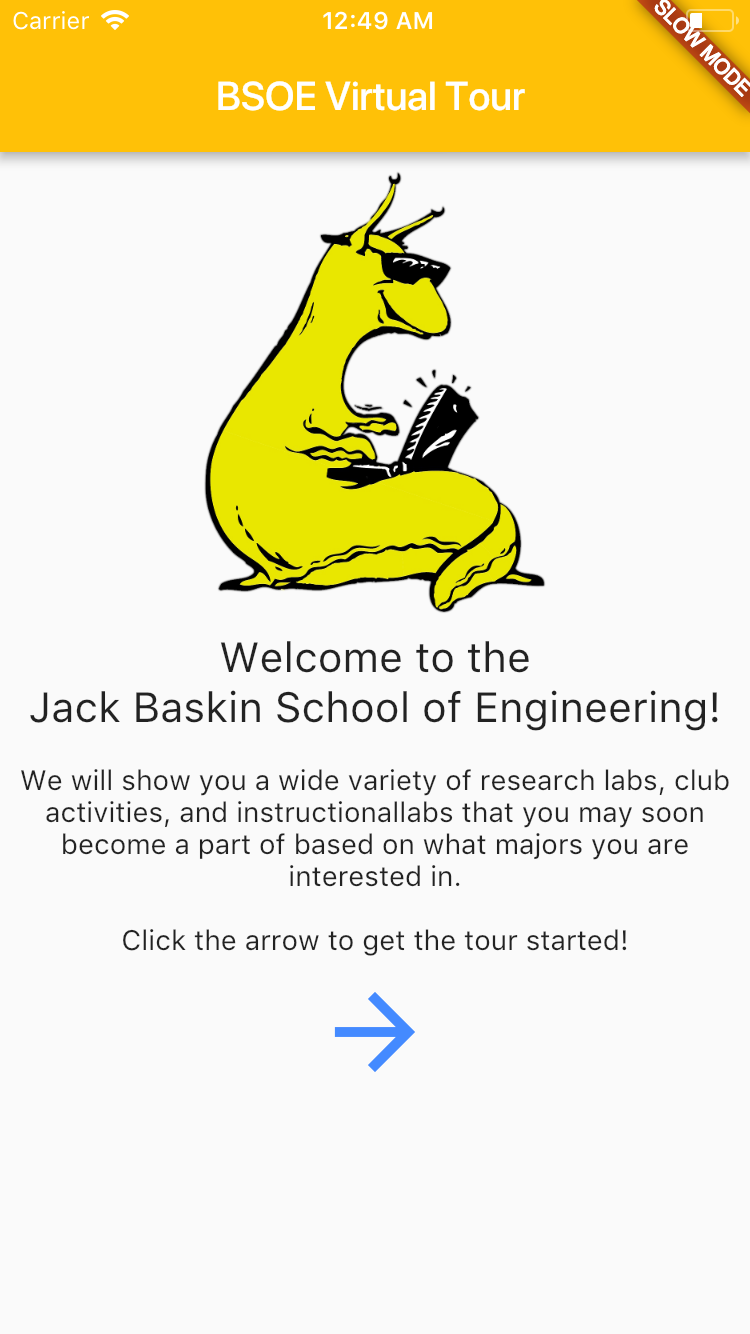 Carrier 12:49 AM
SLOW MODE
BSOE Virtual Tour
Welcome to the
Jack Baskin School of Engineering!
We will show you a wide variety of research labs, club
activities, and instructionallabs that you may soon
become a part of based on what majors you are
interested in.
Click the arrow to get the tour started!